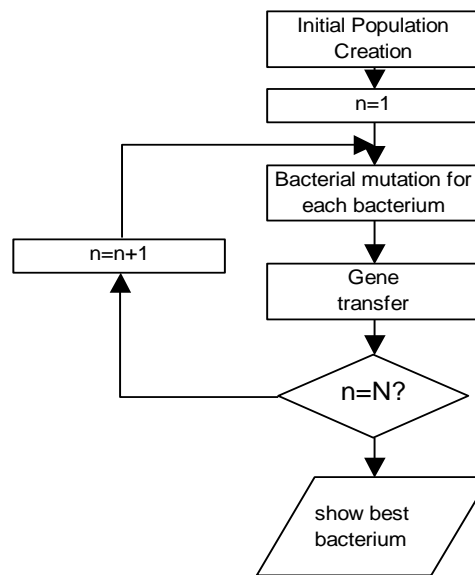 Initial Population
Creation
n=1
Bacterial mutation for
each bacterium
n=n+1
Gene
transfer
n=N?
show best
bacterium